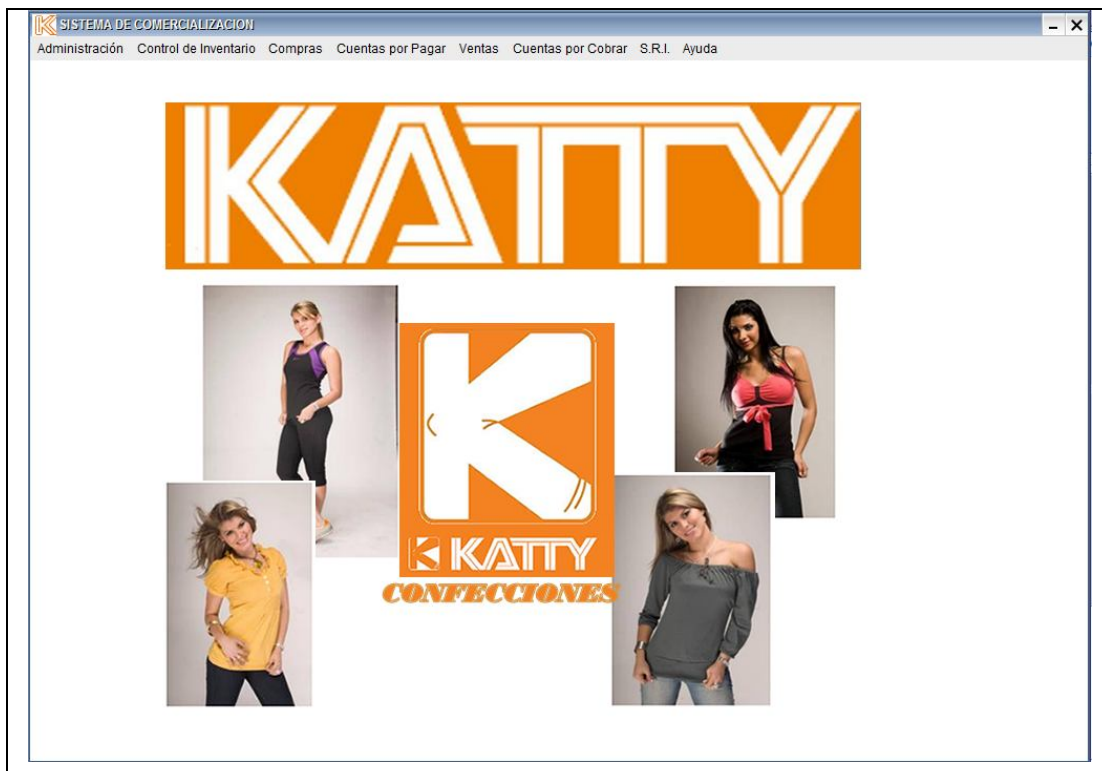 SISTEMA DE COMERCIALIZACION
Administración Control de Inventario Compras Cuentas por Pagar Ventas Cuentas por Cobrar S.R.I. Ayuda
KATTY
K
K KATTY
CONFECCIONES